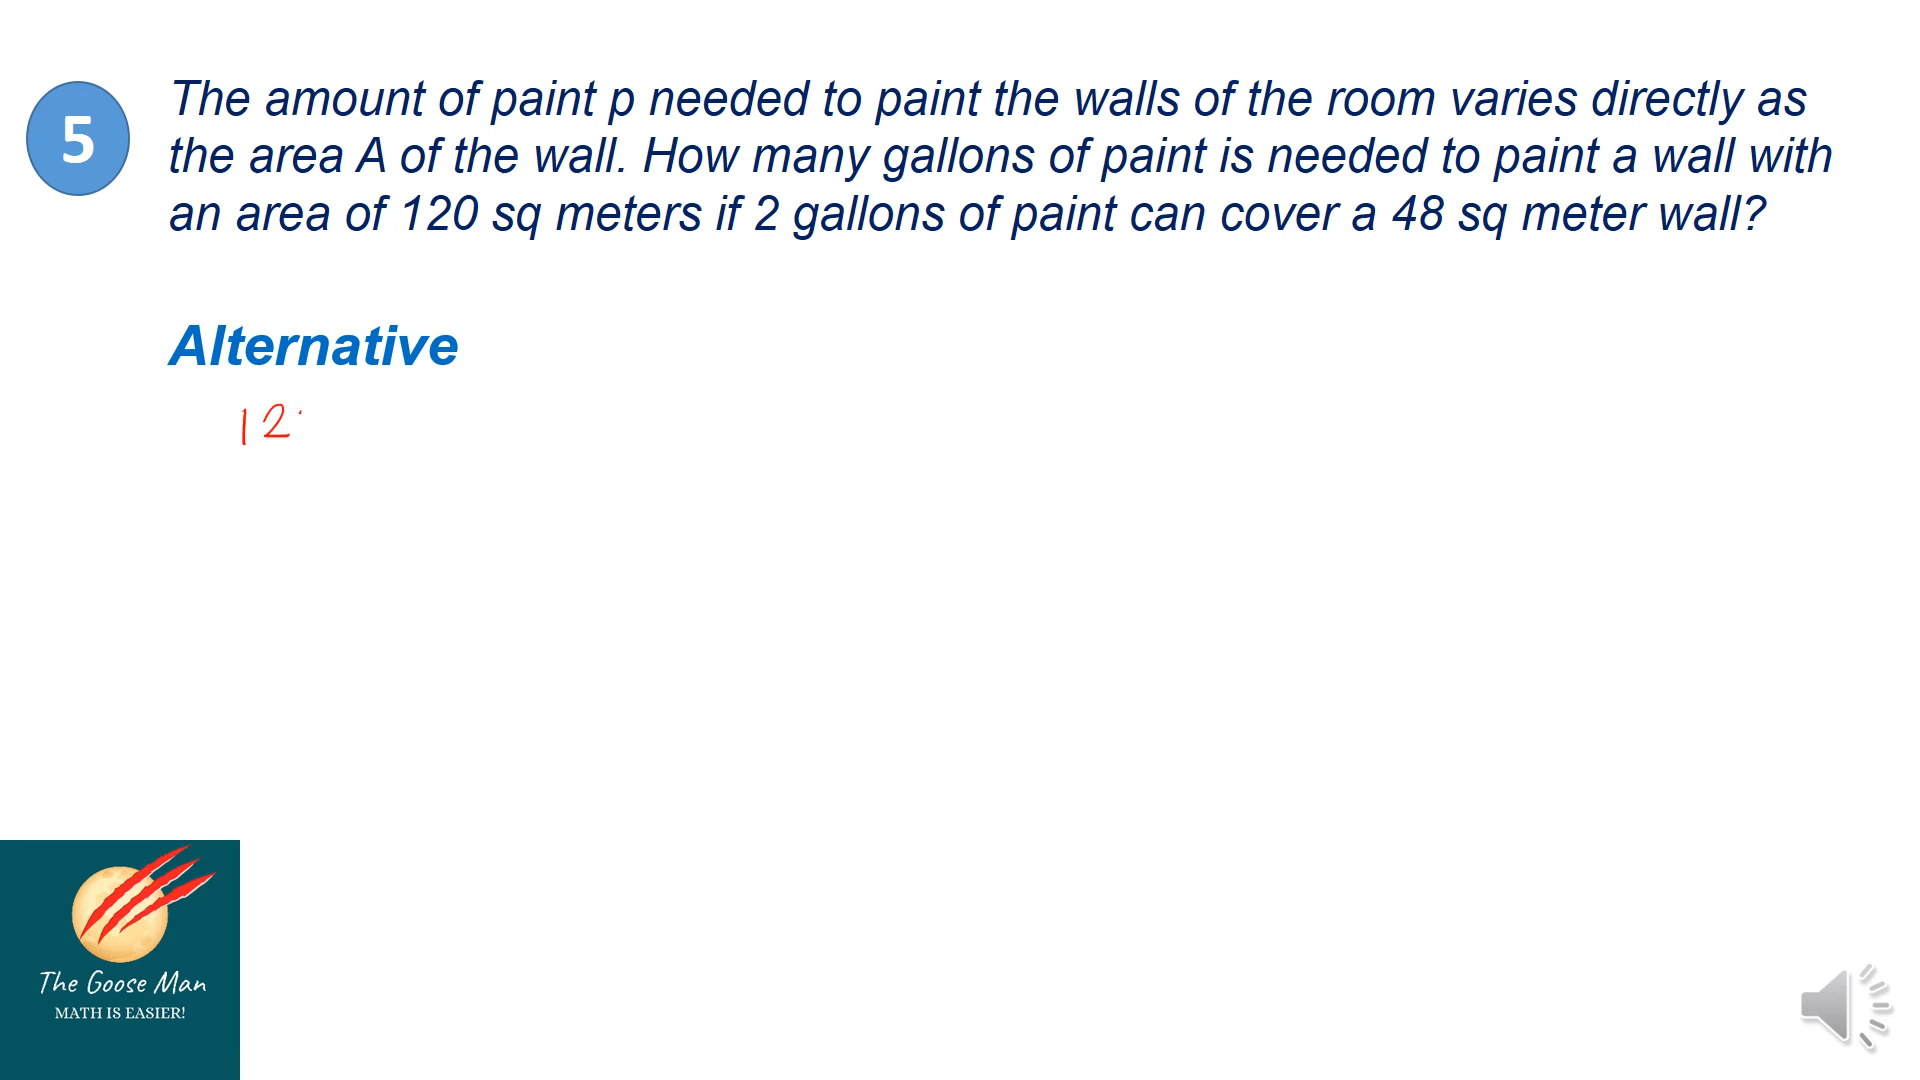 5
The amount of paint p needed to paint the walls of the room varies directly as
the area A of the wall. How many gallons of paint is needed to paint a wall with
an area of 120 sq meters if 2 gallons of paint can cover a 48 sq meter wall?
Alternative
12
The Goose Man
MATH IS EASIER!